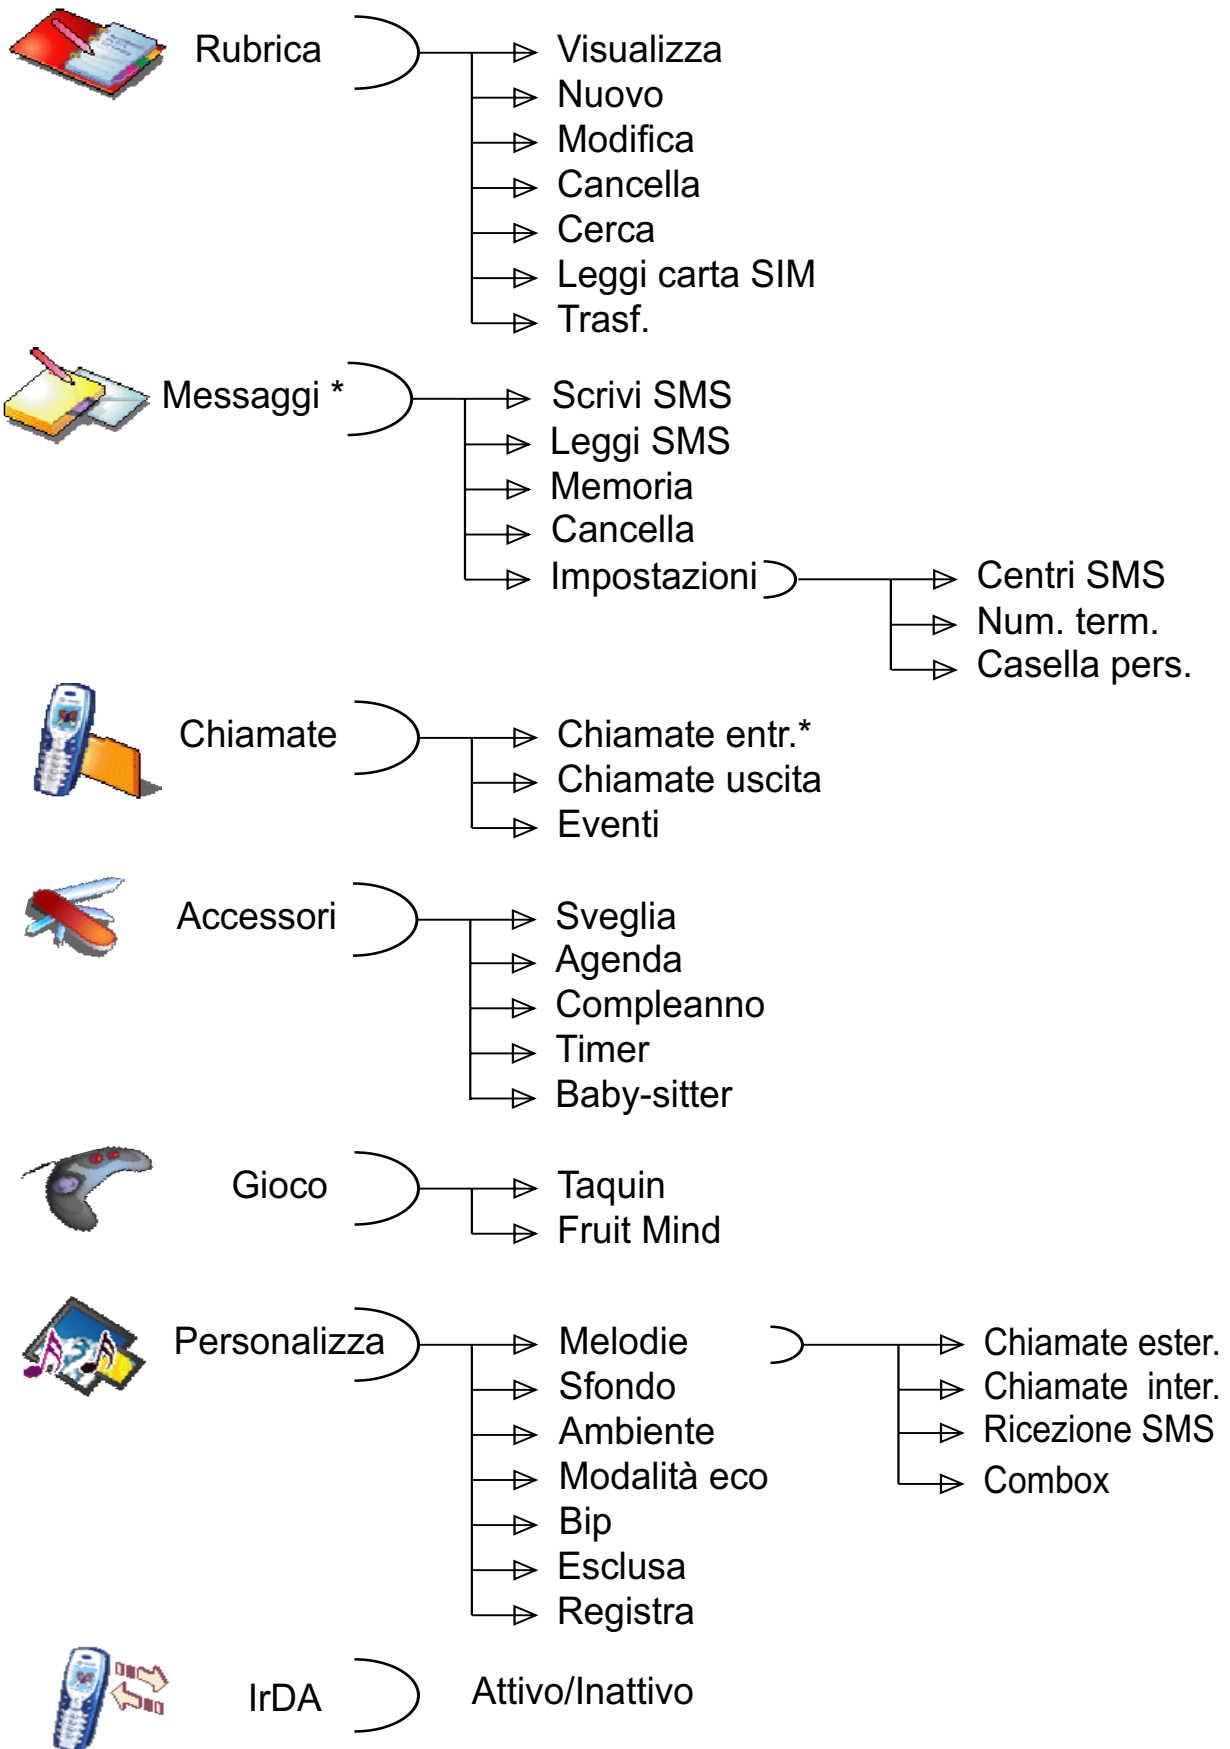 Rubrica
Visualizza
Nuovo
Modifica
Cancella
Cerca
Leggi carta SIM
Trasf.
Messaggi *
Scrivi SMS
Leggi SMS
Memoria
Cancella
Impostazioni
Centri SMS
Num. term.
Casella pers.
Chiamate
Chiamate entr.*
Chiamate uscita
Eventi
Accessori
Sveglia
Agenda
Compleanno
Timer
Baby-sitter
Gioco
Taquin
Fruit Mind
Personalizza
Melodie
Sfondo
Ambiente
Modalità eco
Bip
Esclusa
Registra
Chiamate ester.
Chiamate inter.
Ricezione SMS
Combox
IrDA
Attivo/Inattivo